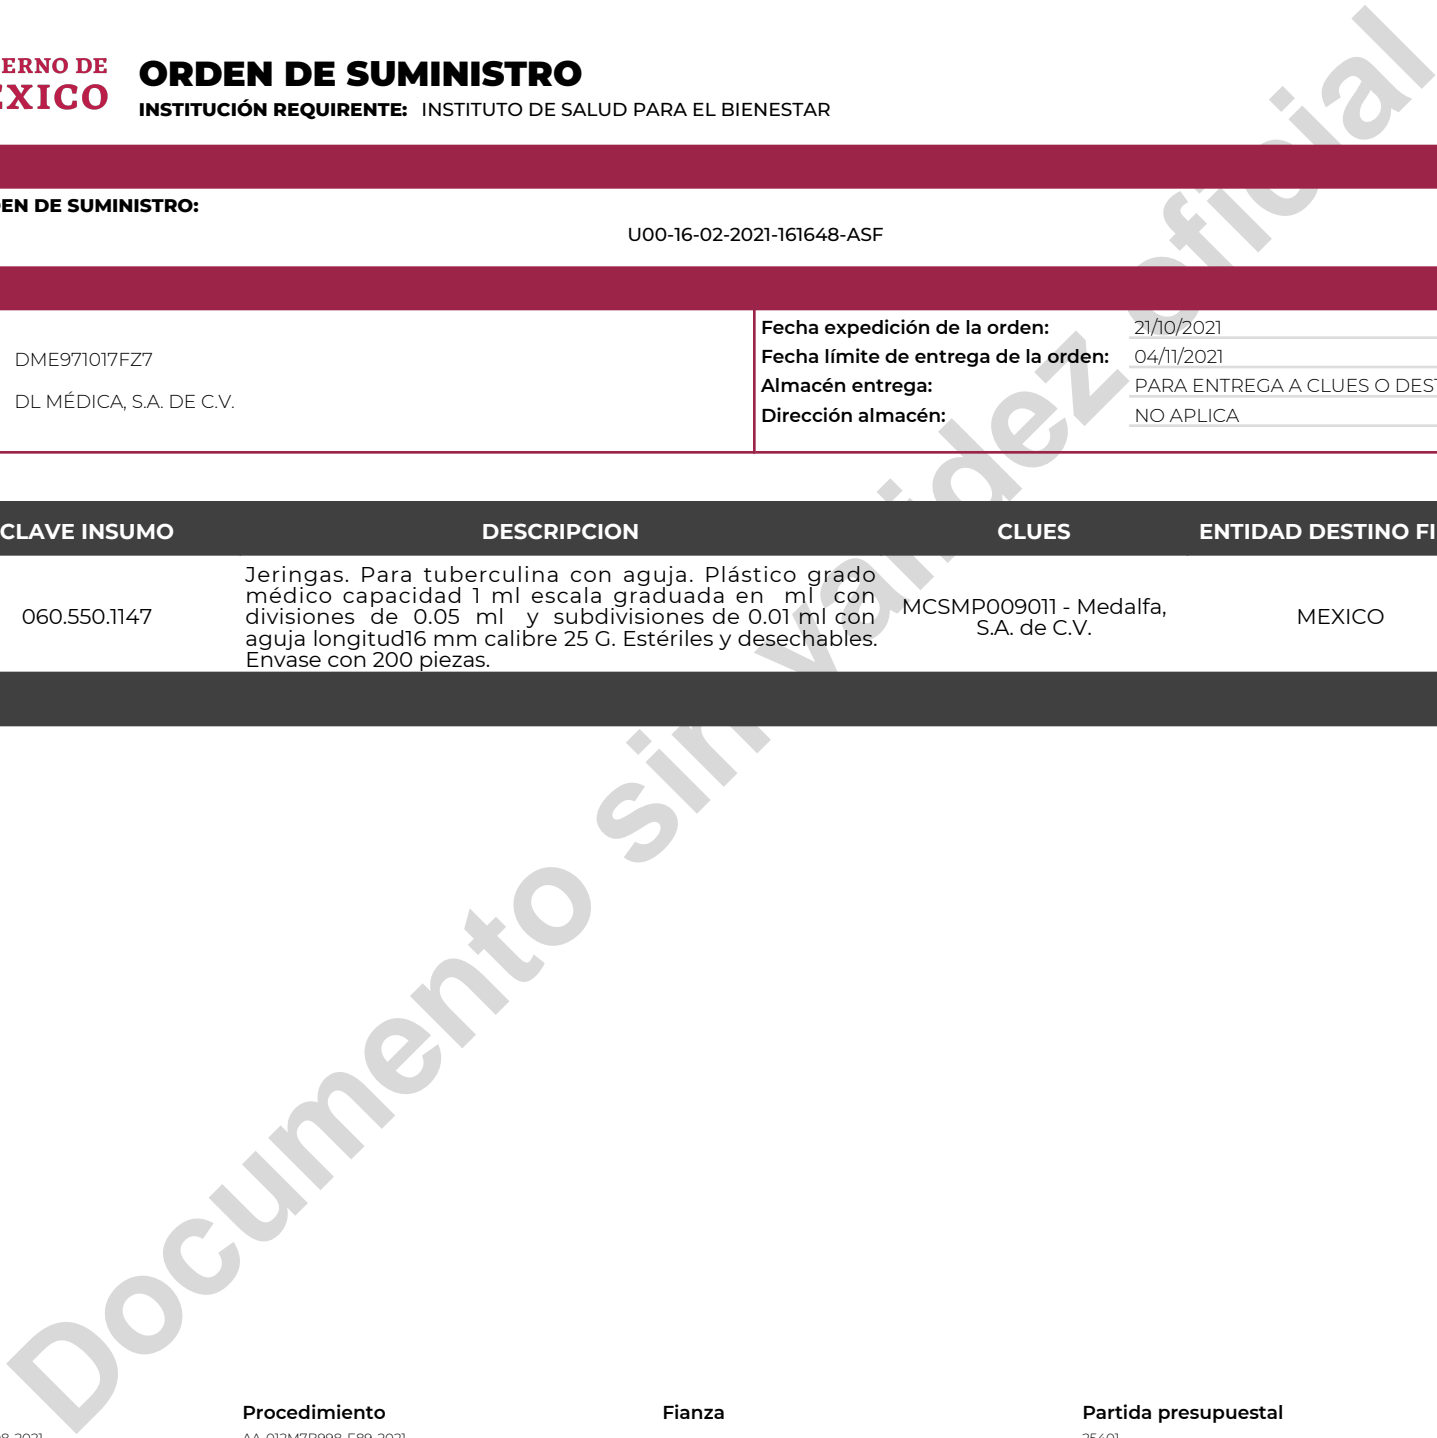 ERNO DE
EXICO
ORDEN DE SUMINISTRO
INSTITUCIÓN REQUIRENTE: INSTITUTO DE SALUD PARA EL BIENESTAR
EN DE SUMINISTRO:
U00-16-02-2021-161648-ASF
DME971017FZ7
DL MÉDICA, S.A. DE C.V.
Fecha expedición de la orden: 21/10/2021
Fecha límite de entrega de la orden: 04/11/2021
Almacén entrega: PARA ENTREGA A CLUES O DEST
Dirección almacén: NO APLICA
CLAVE INSUMO DESCRIPCION CLUES ENTIDAD DESTINO FI
060.550.1147
Jeringas. Para tuberculina con aguja. Plástico grado
médico capacidad 1 ml escala graduada en ml con
divisiones de 0.05 ml y subdivisiones de 0.01 ml con
aguja longitud16 mm calibre 25 G. Estériles y desechables.
Envase con 200 piezas.
MCSMP009011 - Medalfa,
S.A. de C.V.
MEXICO
Documento sin validez oficial
Procedimiento Fianza Partida presupuestal